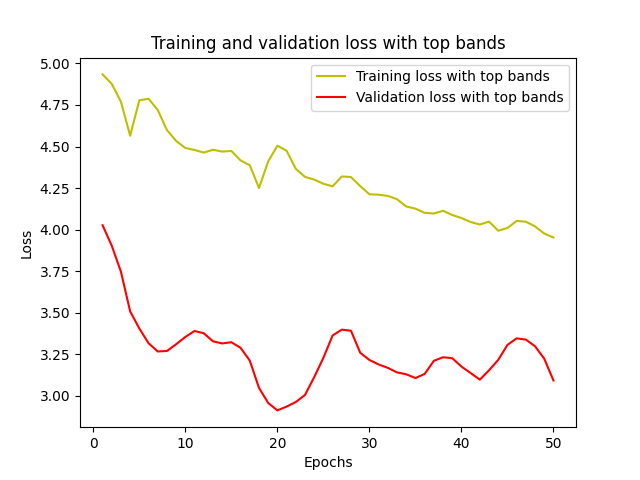 Training and validation loss with top bands
Training loss with top bands
Validation loss with top bands
Loss
5.00
4.75
4.50
4.25
4.00
3.75
3.50
3.25
3.00
0 10 20 30 40 50
Epochs